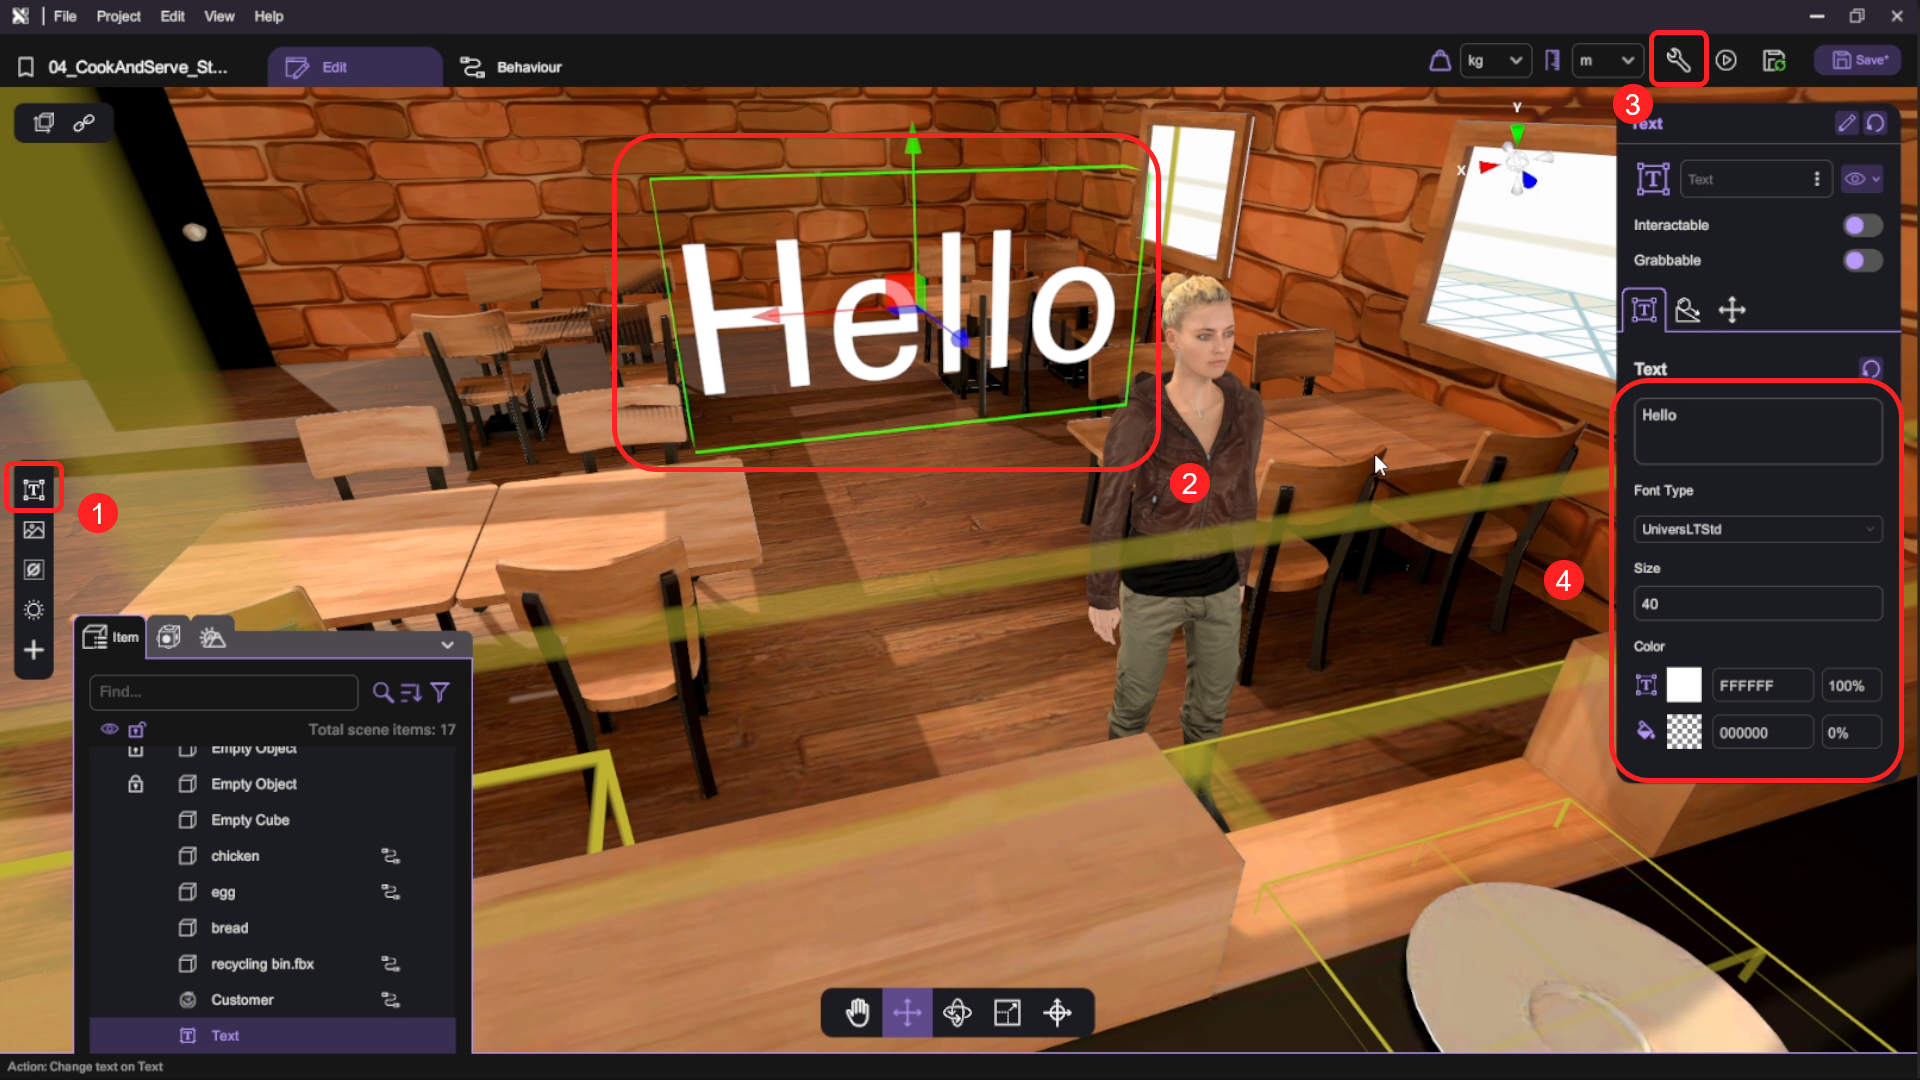 File Project Edit View Help
04_CookAndServe_St...
Edit
Behaviour
kg
m
Save*
3
Text
Y
X
Text
Interactable
Grabbable
Hello
Text
Hello
Font Type
UniversLTStd
Size
40
Color
FFFFFF 100%
000000 0%
1
2
4
Item
Find...
Total scene items: 17
Empty Object
Empty Object
Empty Cube
chicken
egg
bread
recycling bin.fbx
Customer
Text
Action: Change text on Text